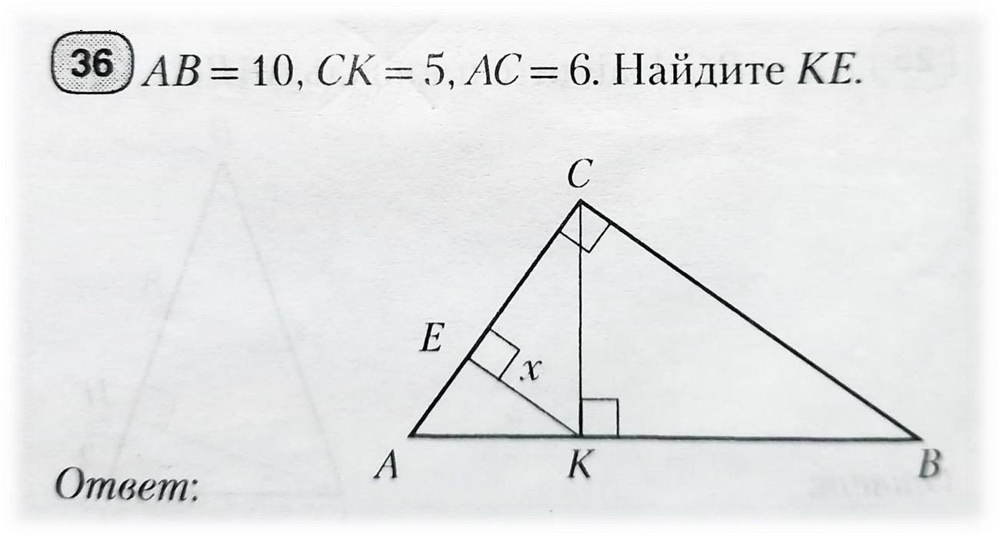 36 AB = 10, CK = 5, AC = 6. Найдите KE.
C
E
x
A
K
B
Ответ: